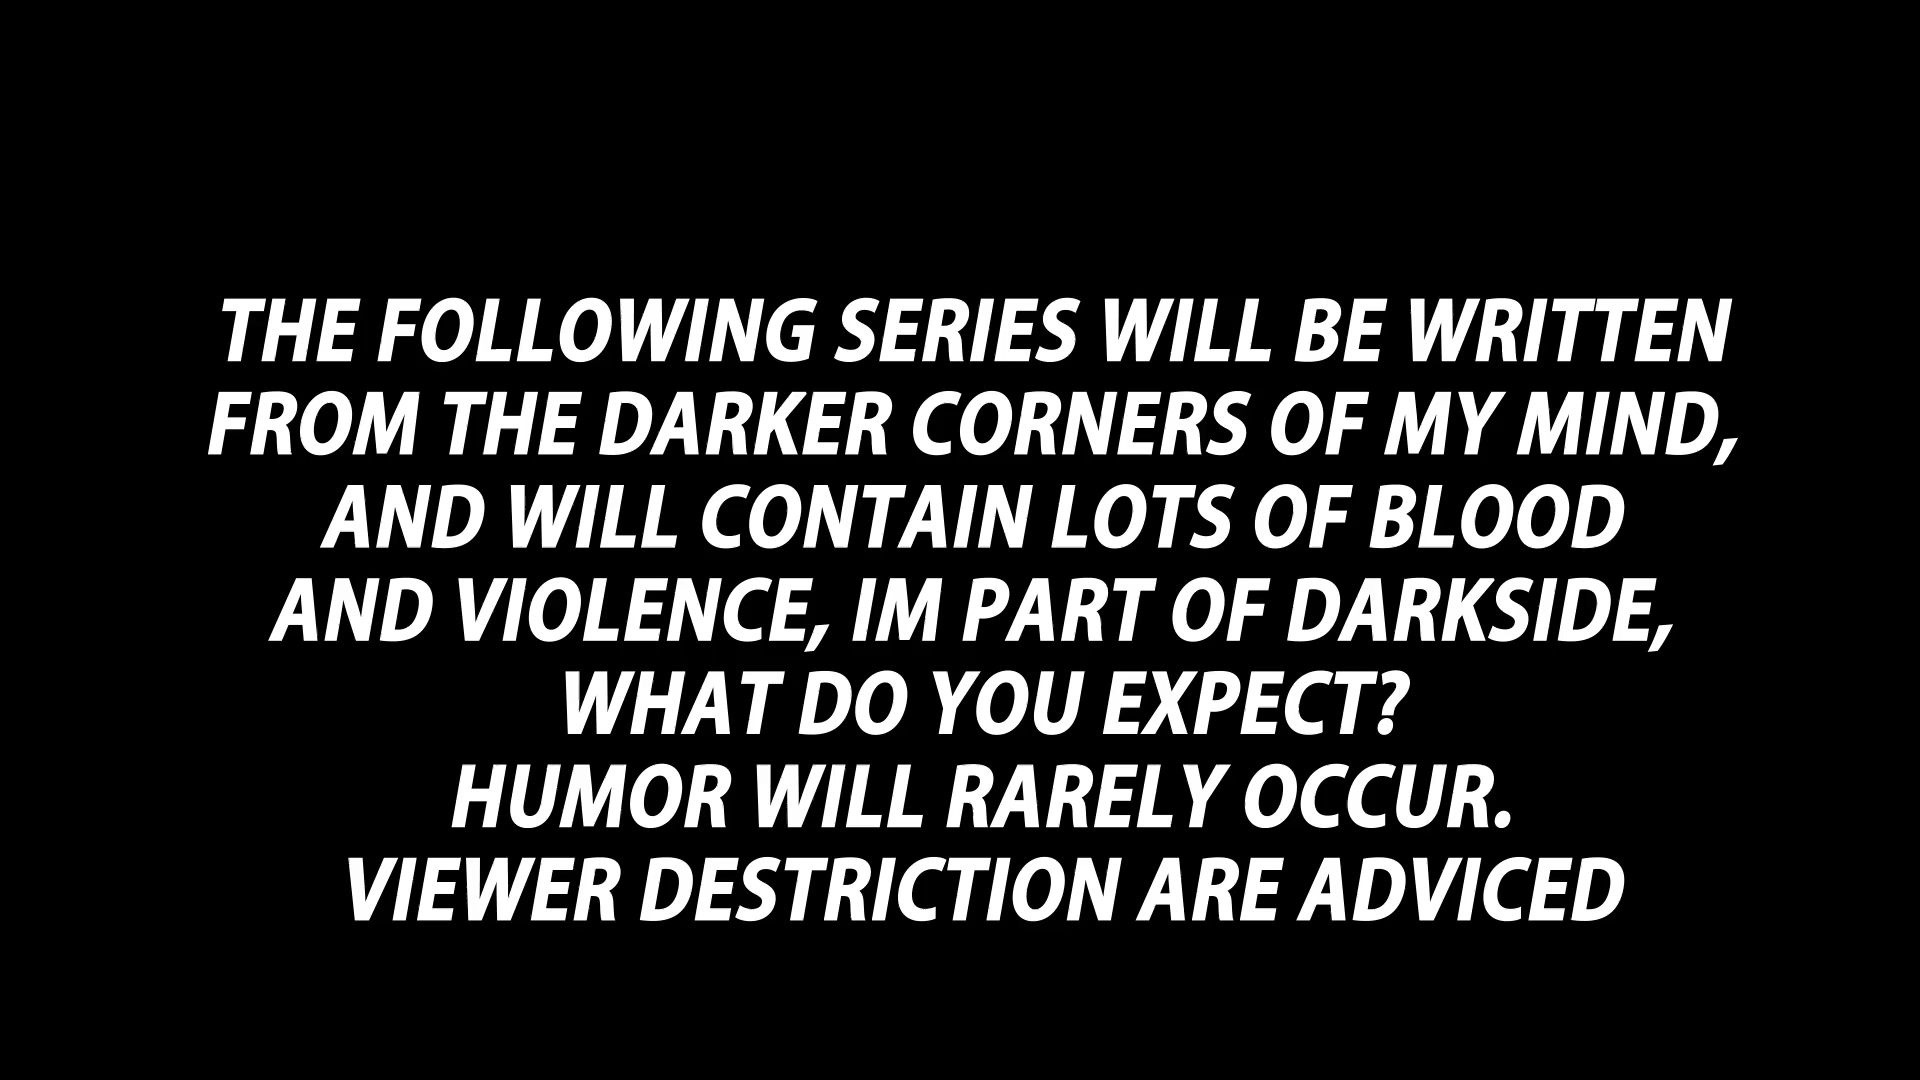 THE FOLLOWING SERIES WILL BE WRITTEN
FROM THE DARKER CORNERS OF MY MIND,
AND WILL CONTAIN LOTS OF BLOOD
AND VIOLENCE, IM PART OF DARKSIDE,
WHAT DO YOU EXPECT?
HUMOR WILL RARELY OCCUR.
VIEWER DESTRICTION ARE ADVICED